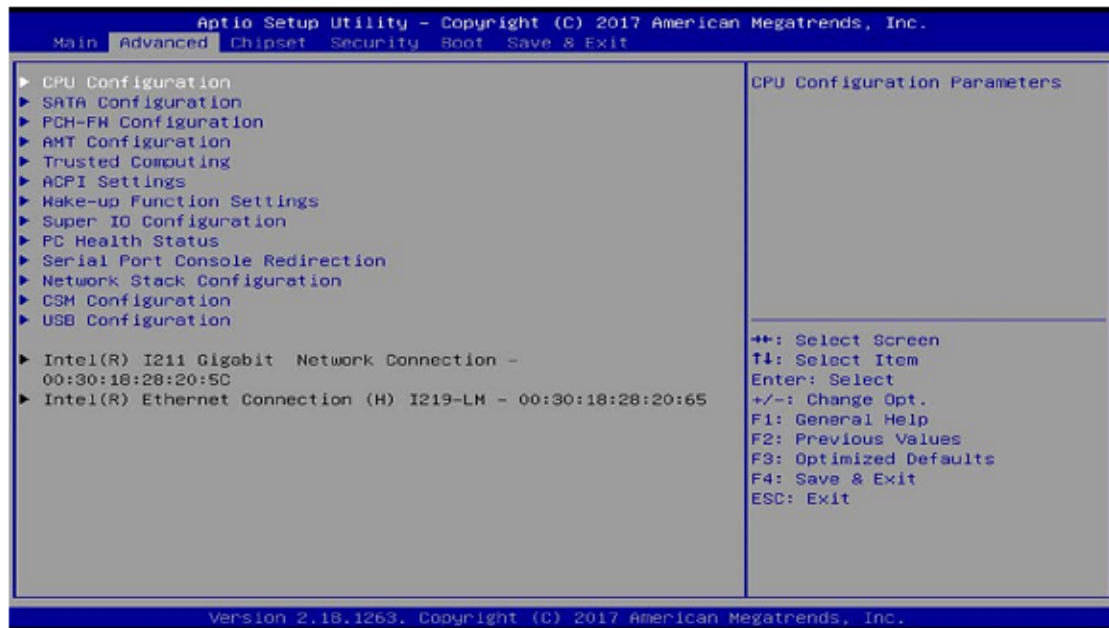 Aptio Setup Utility – Copyright (C) 2017 American Megatrends, Inc.
Main Advanced Chipset Security Boot Save & Exit
► CPU Configuration
► SATA Configuration
► PCH-FW Configuration
► AMT Configuration
► Trusted Computing
► ACPI Settings
► Wake-up Function Settings
► Super IO Configuration
► PC Health Status
► Serial Port Console Redirection
► Network Stack Configuration
► CSM Configuration
► USB Configuration
► Intel(R) I211 Gigabit  Network Connection –
00:30:18:28:20:5C
► Intel(R) Ethernet Connection (H) I219-LM – 00:30:18:28:20:65
CPU Configuration Parameters
→←: Select Screen
↑↓: Select Item
Enter: Select
+/-: Change Opt.
F1: General Help
F2: Previous Values
F3: Optimized Defaults
F4: Save & Exit
ESC: Exit
Version 2.18.1263. Copyright (C) 2017 American Megatrends, Inc.